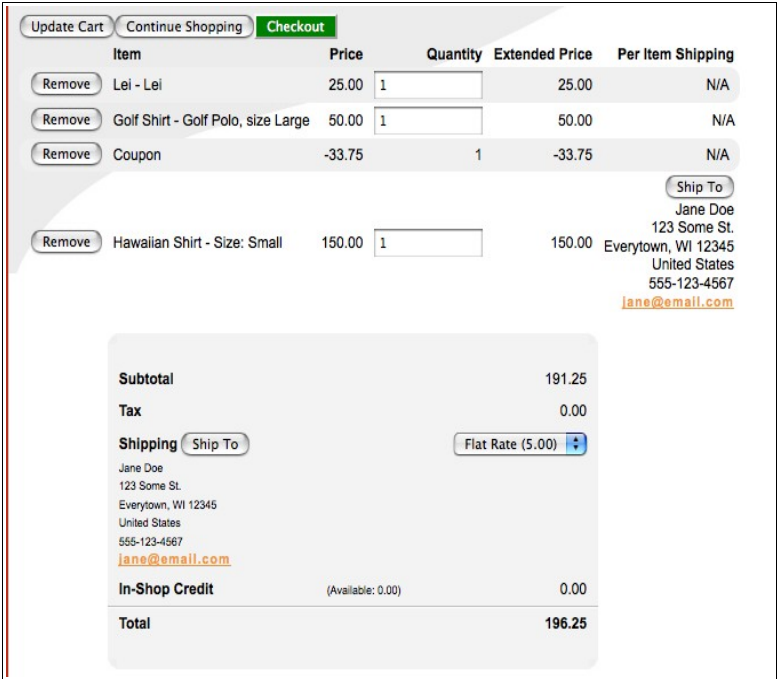 Update Cart Continue Shopping Checkout
Item Price Quantity Extended Price Per Item Shipping
Remove Lei - Lei 25.00 1 25.00 N/A
Remove Golf Shirt - Golf Polo, size Large 50.00 1 50.00 N/A
Remove Coupon -33.75 1 -33.75 N/A
Ship To
Jane Doe
123 Some St.
Remove Hawaiian Shirt - Size: Small 150.00 1 150.00 Everytown, WI 12345
United States
555-123-4567
jane@email.com
Subtotal 191.25
Tax 0.00
Shipping Ship To Flat Rate (5.00)
Jane Doe
123 Some St.
Everytown, WI 12345
United States
555-123-4567
jane@email.com
In-Shop Credit (Available: 0.00) 0.00
Total 196.25